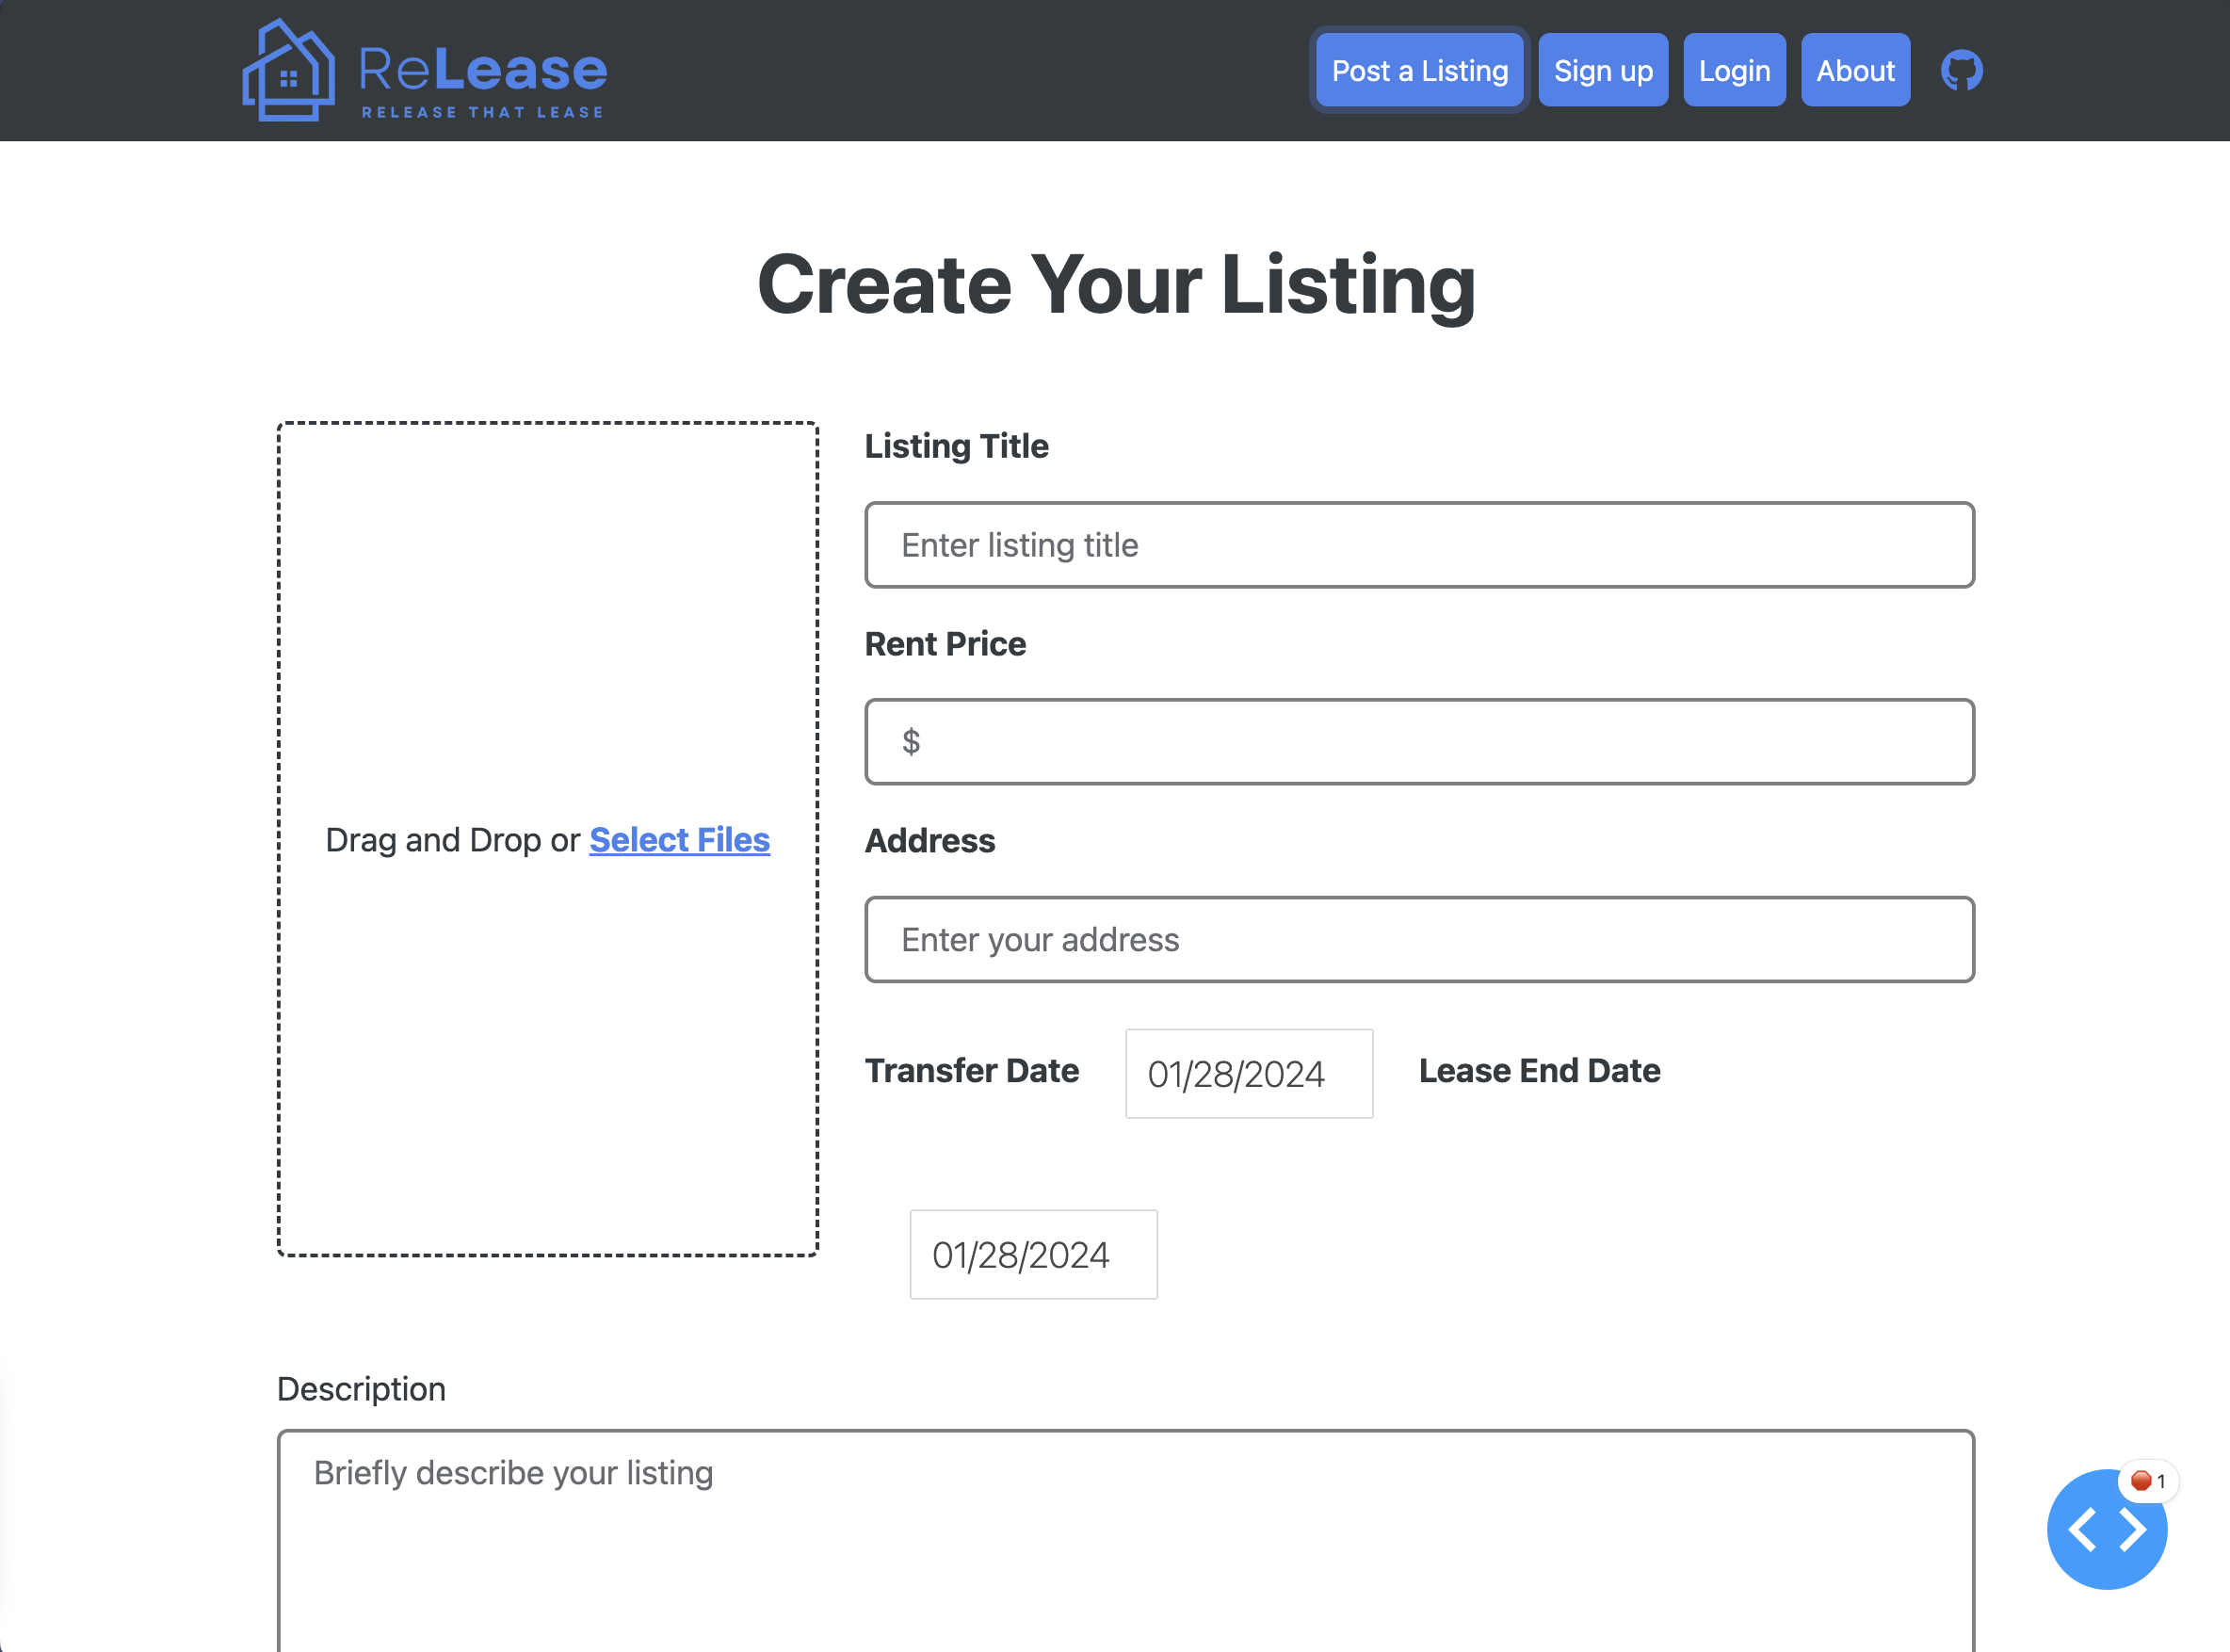 ReLease
RELEASE THAT LEASE
Post a Listing
Sign up
Login
About
Create Your Listing
Drag and Drop or Select Files
Listing Title
Enter listing title
Rent Price
$
Address
Enter your address
Transfer Date
01/28/2024
Lease End Date
01/28/2024
Description
Briefly describe your listing
1